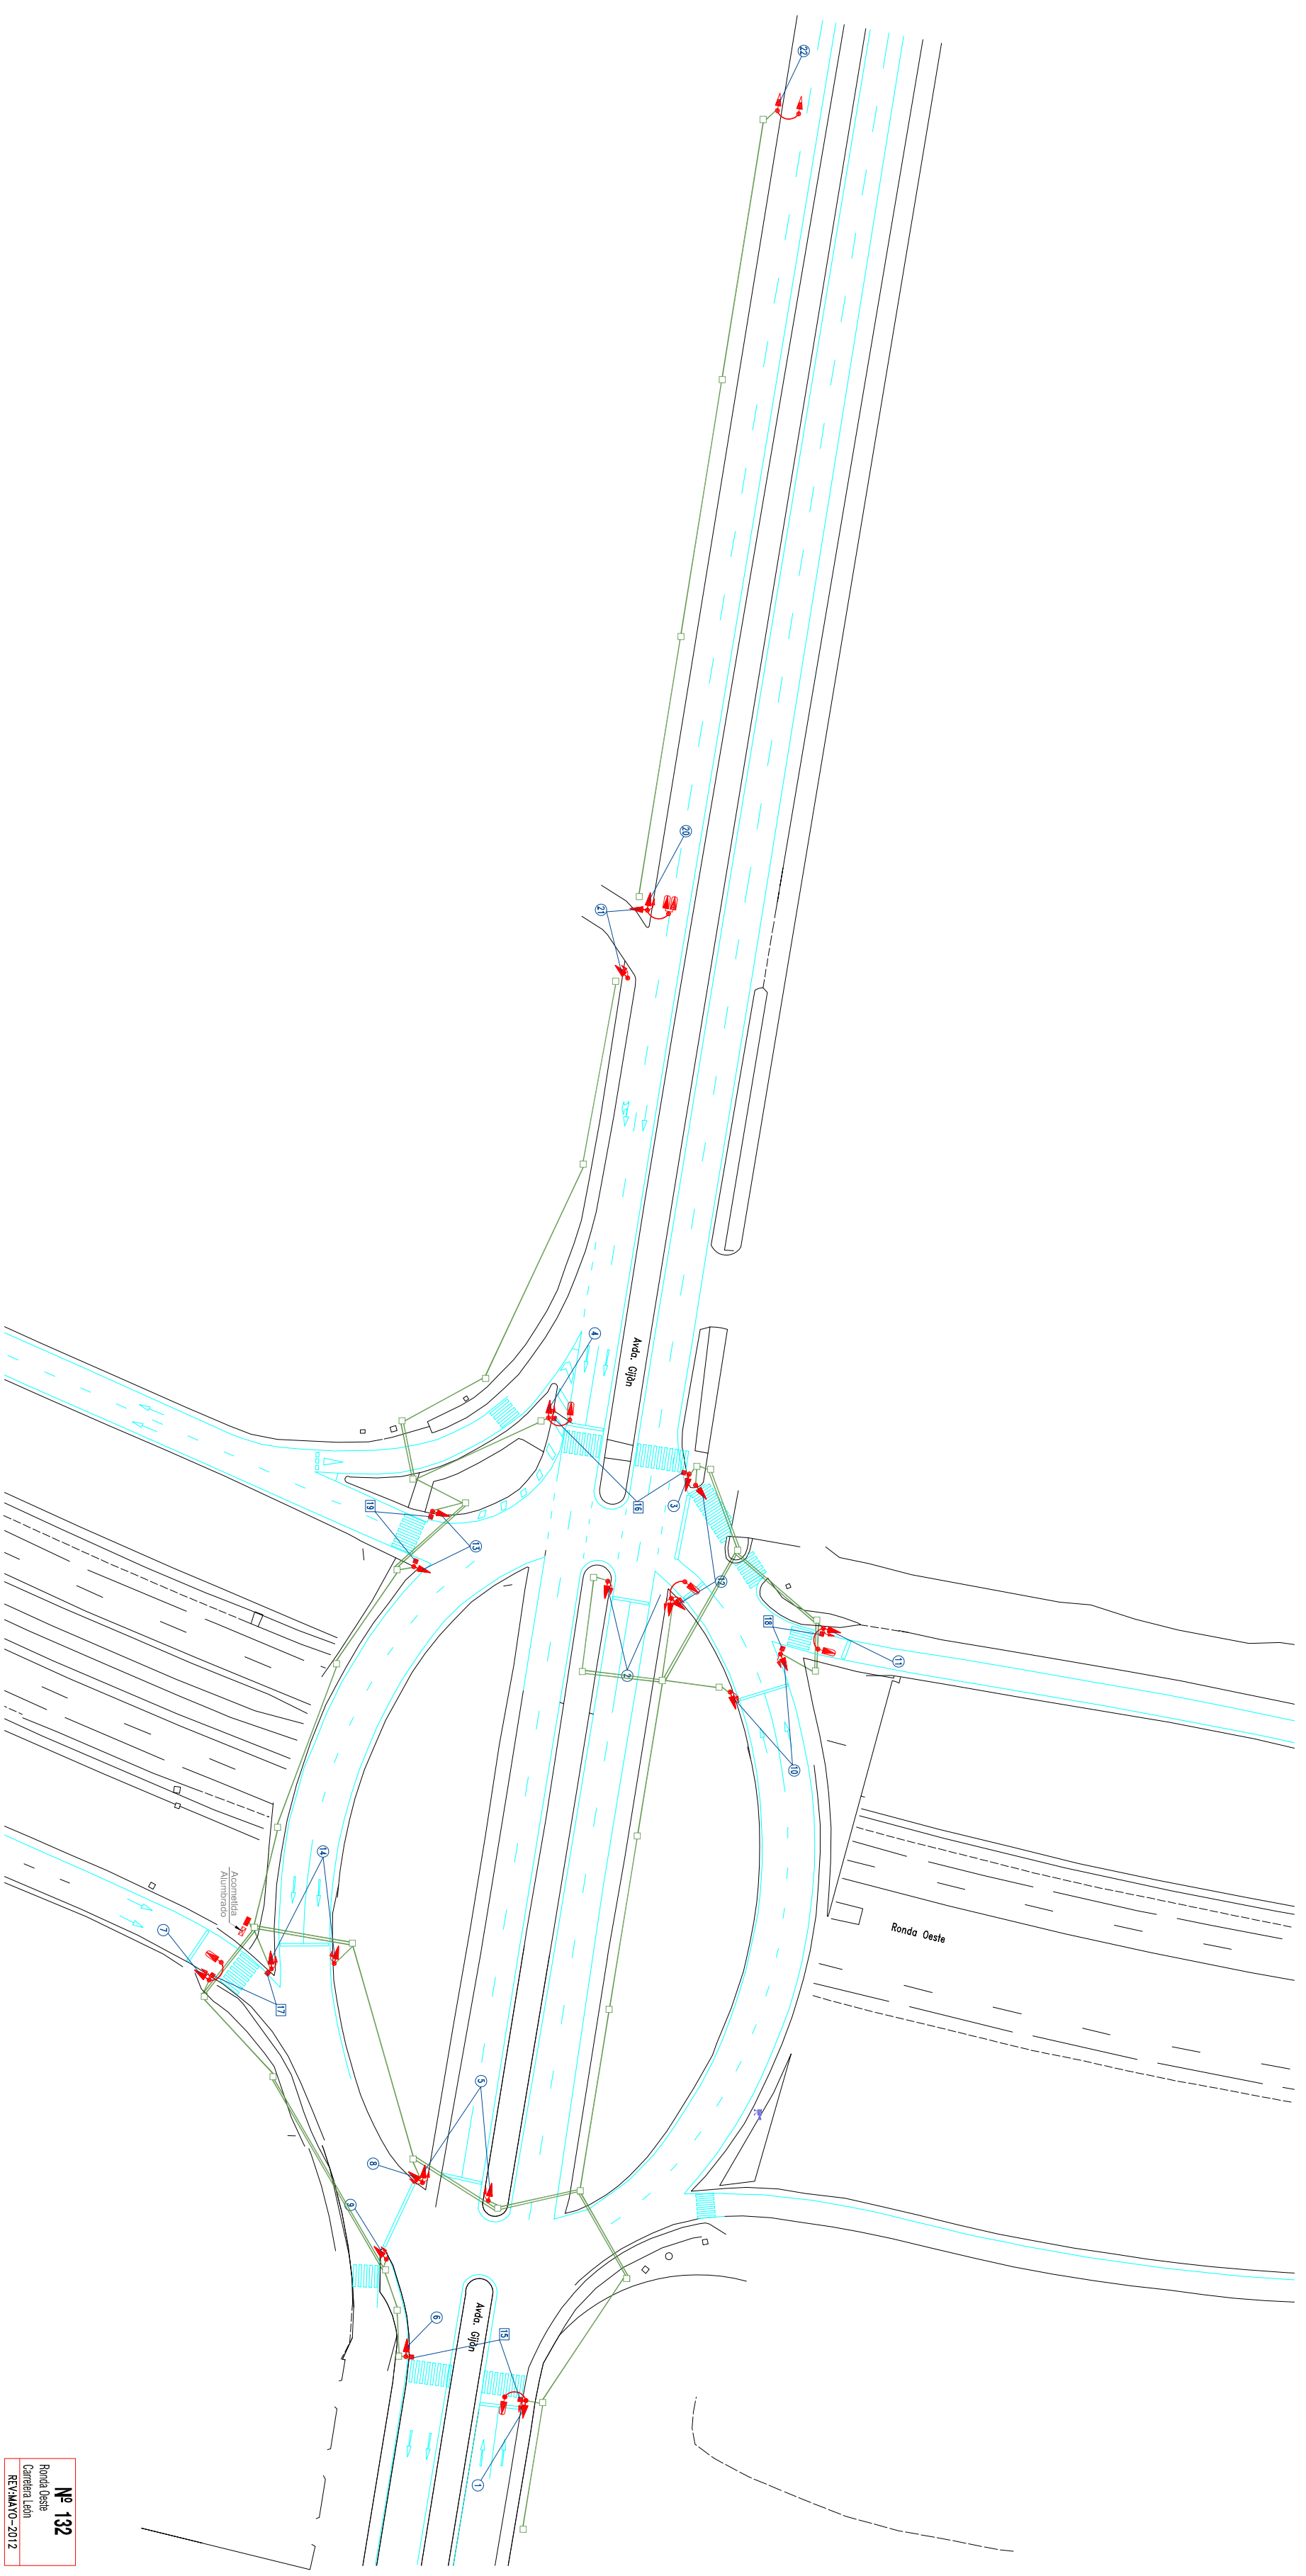 22
20
21
Avda. Gijón
4
16
3
19
13
12
18
11
2
10
14
Acometida
Alumbrado
7
17
Ronda Oeste
5
8
9
6
15
Avda. Gijón
1
Nº 132
Ronda Oeste
Carretera León
REV:MAYO-2012